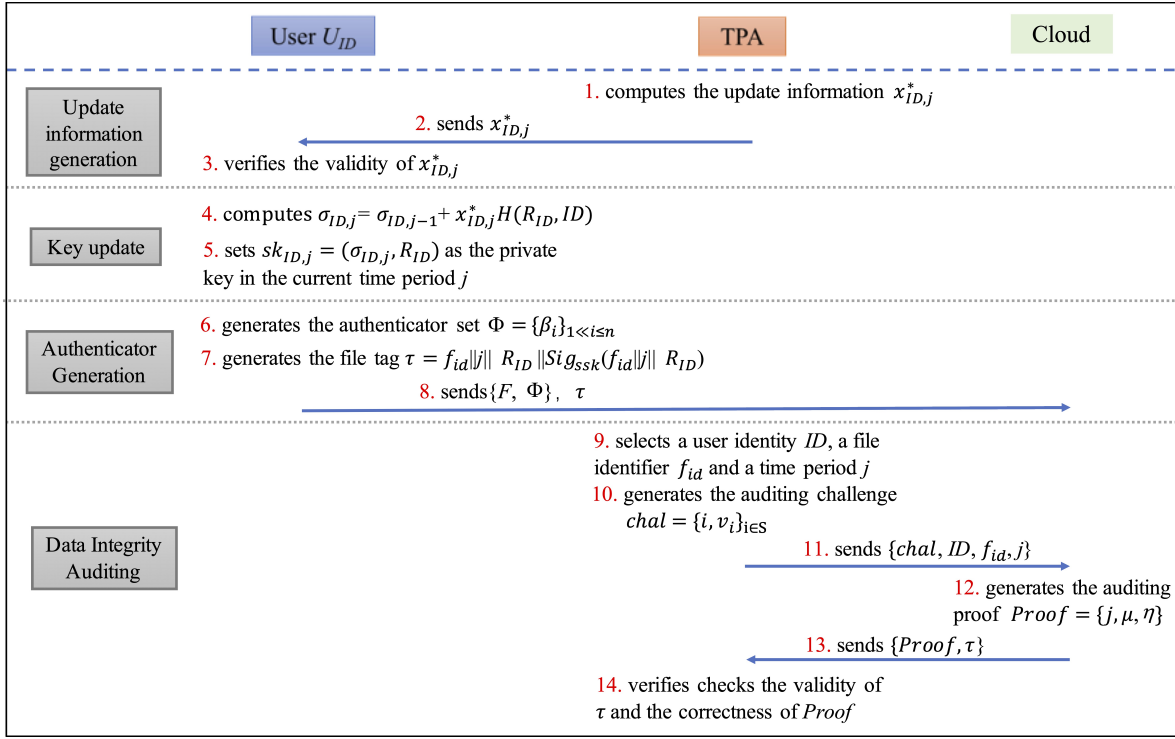 User U_ID
TPA
Cloud
Update
information
generation
1. computes the update information x*_ID,j
2. sends x*_ID,j
3. verifies the validity of x*_ID,j
Key update
4. computes σ_ID,j= σ_ID,j−1+ x*_ID,j H(R_ID, ID)
5. sets sk_ID,j = (σ_ID,j, R_ID) as the private
key in the current time period j
Authenticator
Generation
6. generates the authenticator set Φ = {β_i}_1≪i≤n
7. generates the file tag τ = f_id||j|| R_ID ||Sig_ssk(f_id||j|| R_ID)
8. sends{F, Φ}, τ
Data Integrity
Auditing
9. selects a user identity ID, a file
identifier f_id and a time period j
10. generates the auditing challenge
chal = {i, v_i}_i∈S
11. sends {chal, ID, f_id, j}
12. generates the auditing
proof Proof = {j, μ, η}
13. sends {Proof, τ}
14. verifies checks the validity of
τ and the correctness of Proof